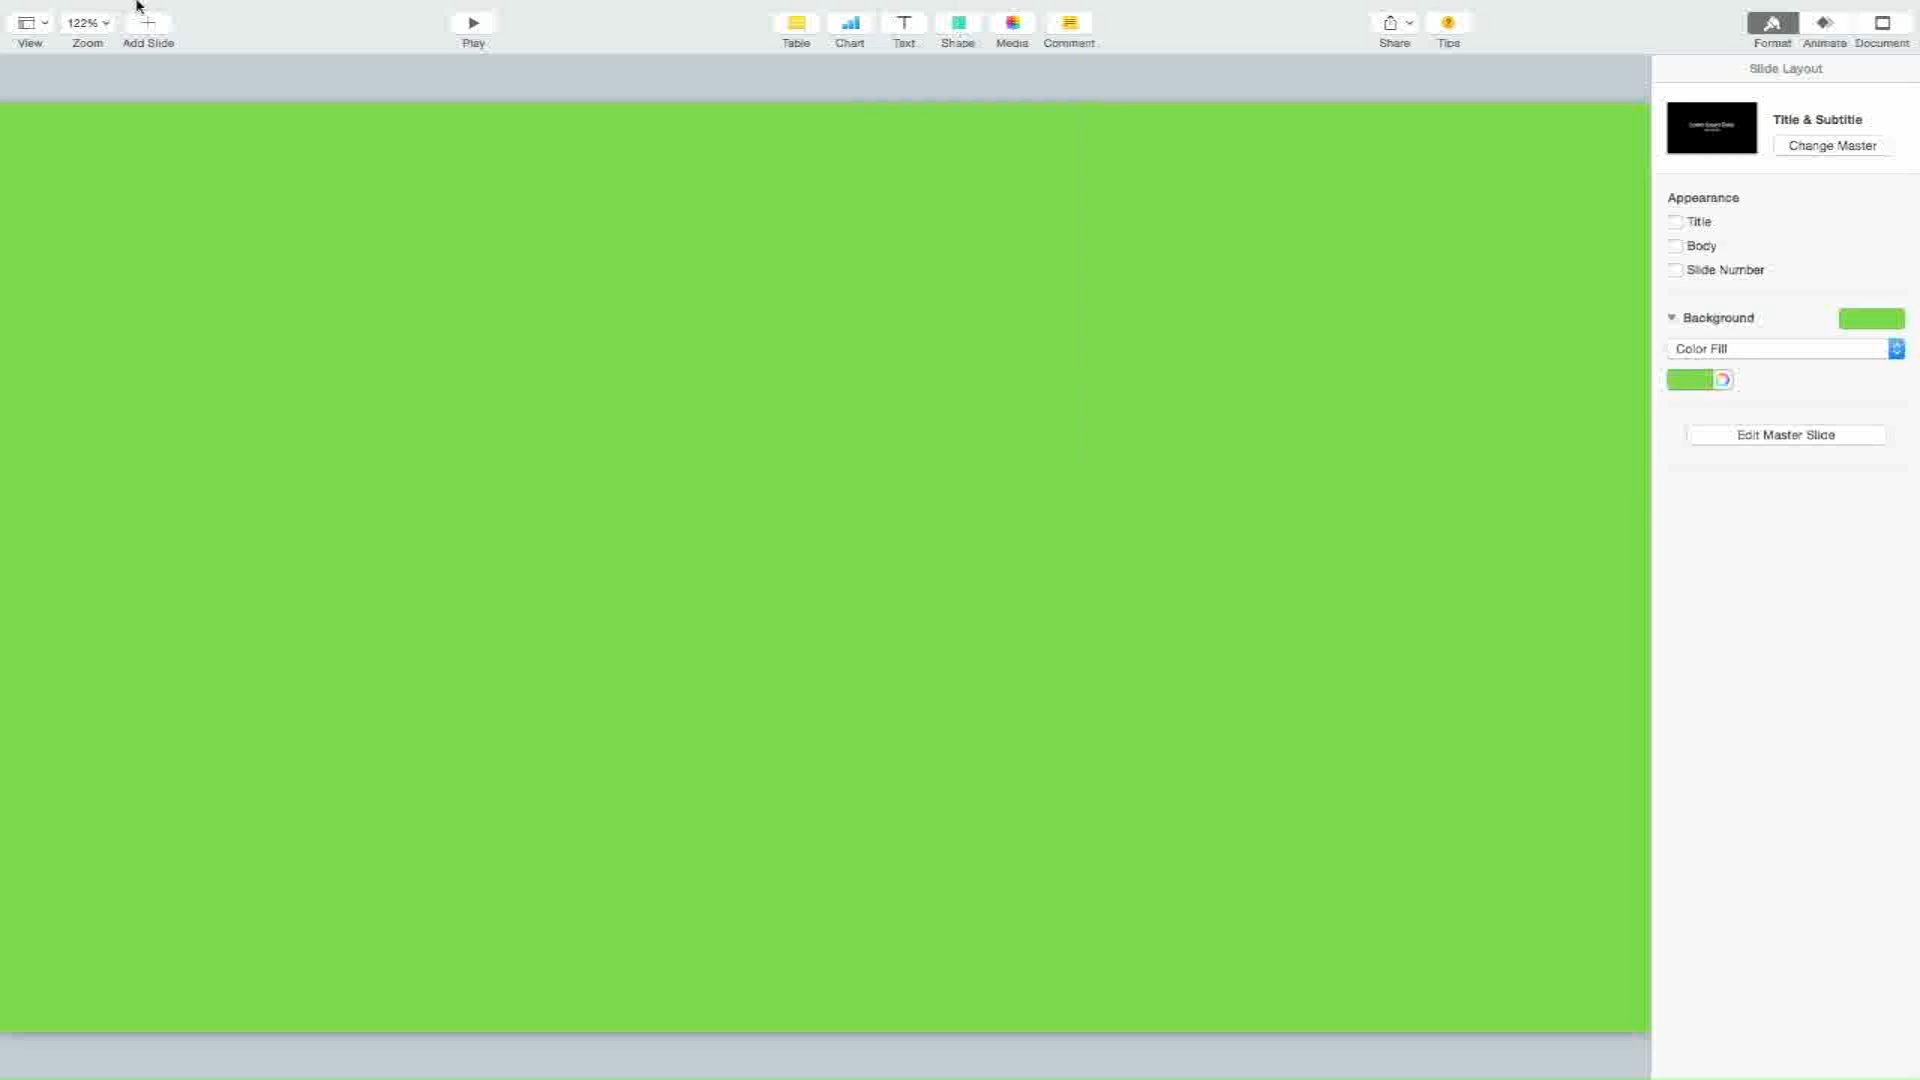 122%
View
Zoom
Add Slide
Play
Table
Chart
Text
Shape
Media
Comment
Share
Tips
Format
Animate
Document
Slide Layout
Title & Subtitle
Change Master
Appearance
Title
Body
Slide Number
Background
Color Fill
Edit Master Slide